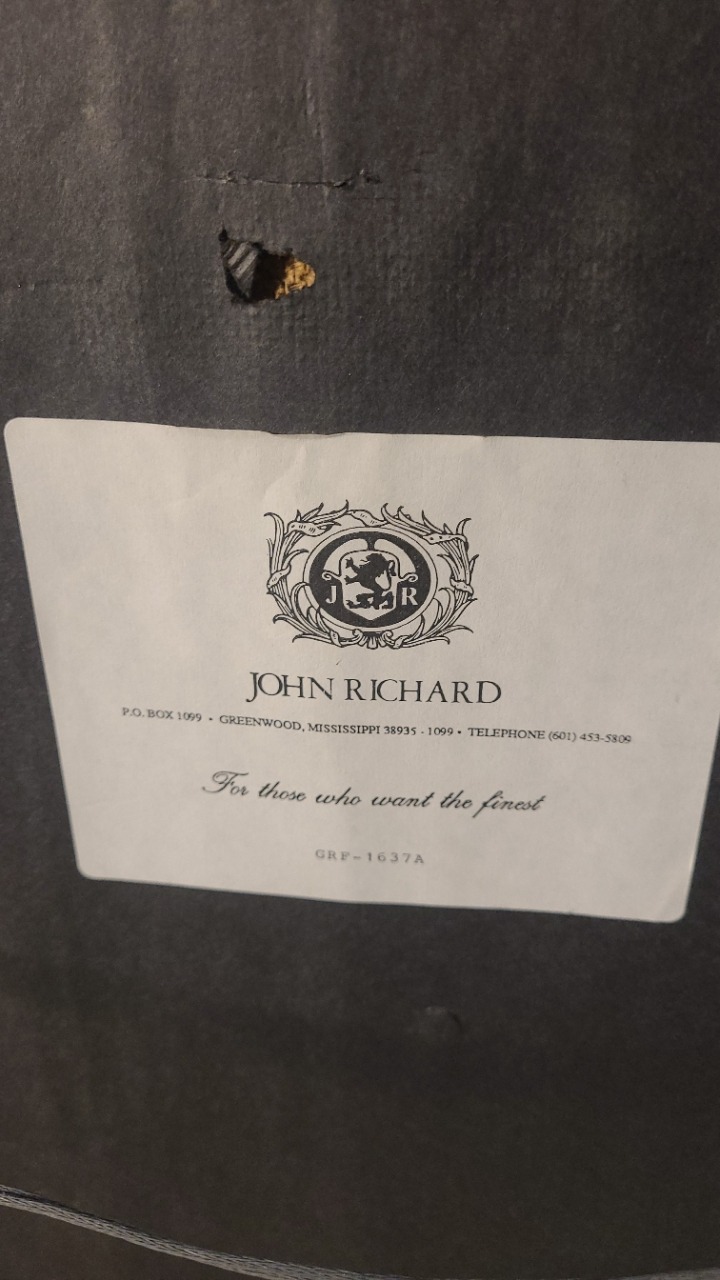 J R
JOHN RICHARD
P.O. BOX 1099 • GREENWOOD, MISSISSIPPI 38935 - 1099 • TELEPHONE (601) 453-5809
For those who want the finest
GRF-1637A